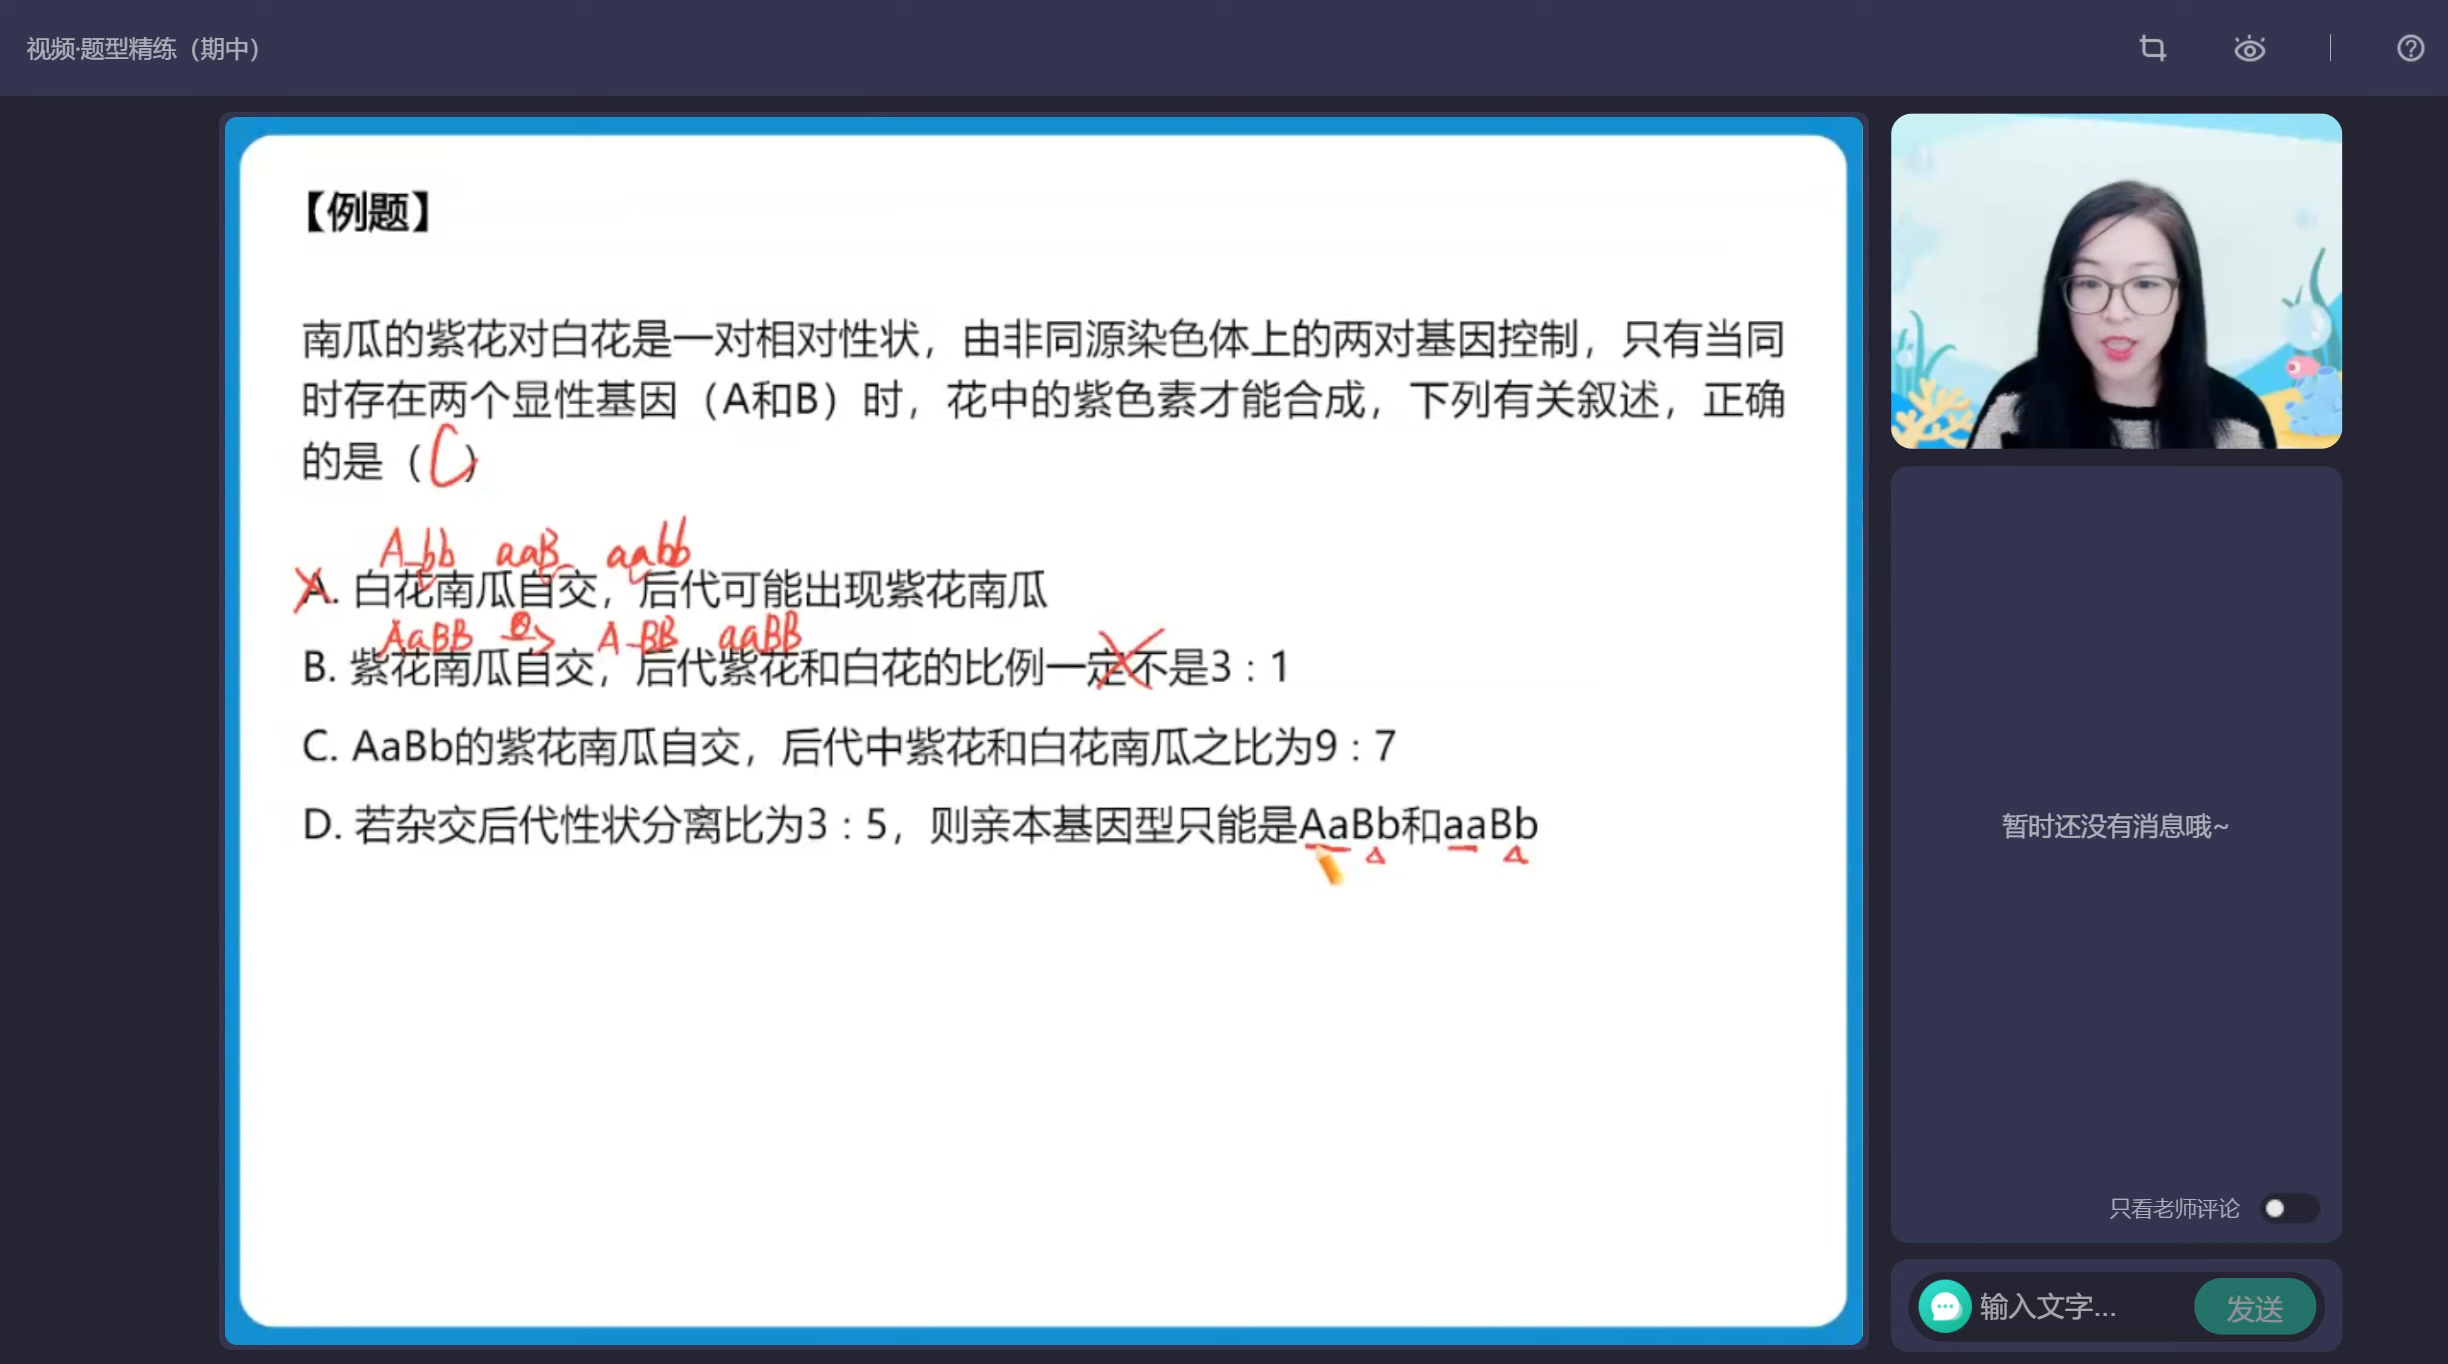 视频·题型精练（期中）
【例题】
南瓜的紫花对白花是一对相对性状，由非同源染色体上的两对基因控制，只有当同
时存在两个显性基因（A和B）时，花中的紫色素才能合成，下列有关叙述，正确
的是（C）
A_bb aaB_ aabb
A. 白花南瓜自交，后代可能出现紫花南瓜
AaBB ⊗→ A_BB aaBB
B. 紫花南瓜自交，后代紫花和白花的比例一定不是3：1
C. AaBb的紫花南瓜自交，后代中紫花和白花南瓜之比为9：7
D. 若杂交后代性状分离比为3：5，则亲本基因型只能是AaBb和aaBb
暂时还没有消息哦~
只看老师评论
输入文字...
发送